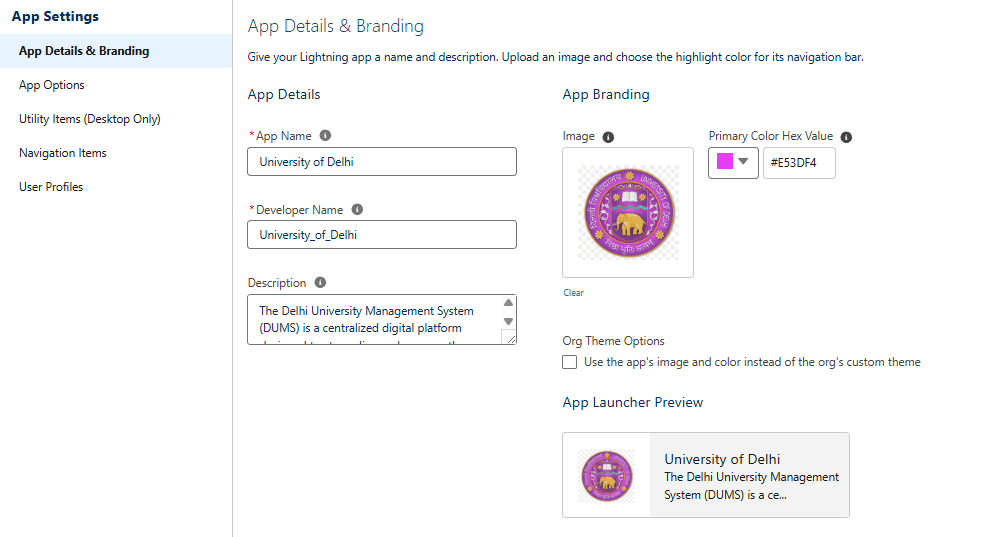 App Settings
App Details & Branding
App Options
Utility Items (Desktop Only)
Navigation Items
User Profiles
App Details & Branding
Give your Lightning app a name and description. Upload an image and choose the highlight color for its navigation bar.
App Details
*App Name
University of Delhi
*Developer Name
University_of_Delhi
Description
The Delhi University Management System
(DUMS) is a centralized digital platform
App Branding
Image
UNIVERSITY OF DELHI
दिल्ली विश्वविद्यालय
निष्ठा धृति: सत्यम्
Clear
Primary Color Hex Value
#E53DF4
Org Theme Options
Use the app's image and color instead of the org's custom theme
App Launcher Preview
University of Delhi
The Delhi University Management
System (DUMS) is a ce...